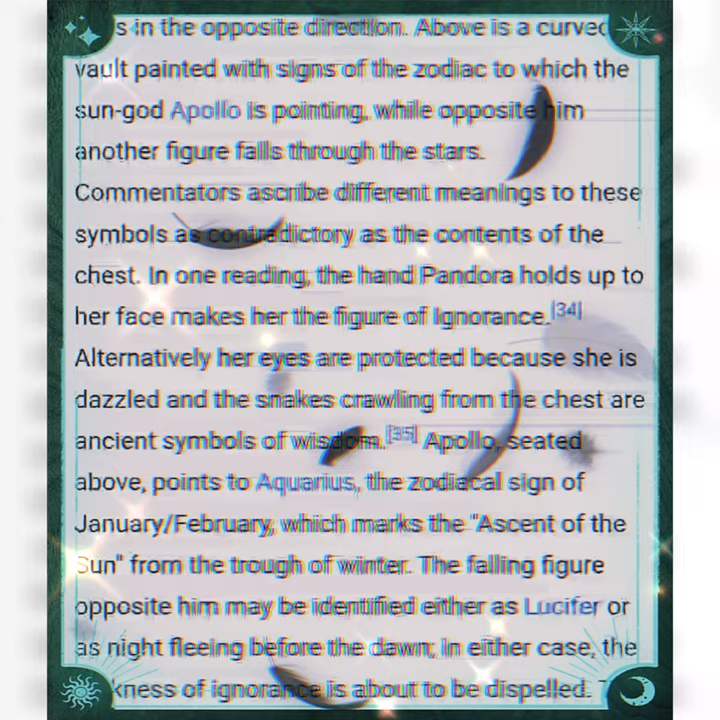 s in the opposite direction. Above is a curved
vault painted with signs of the zodiac to which the
sun-god Apollo is pointing, while opposite him
another figure falls through the stars.
Commentators ascribe different meanings to these
symbols as contradictory as the contents of the
chest. In one reading, the hand Pandora holds up to
her face makes her the figure of Ignorance.[34]
Alternatively her eyes are protected because she is
dazzled and the snakes crawling from the chest are
ancient symbols of wisdom.[35] Apollo, seated
above, points to Aquarius, the zodiacal sign of
January/February, which marks the "Ascent of the
Sun" from the trough of winter. The falling figure
opposite him may be identified either as Lucifer or
as night fleeing before the dawn; in either case, the
kness of ignorance is about to be dispelled.